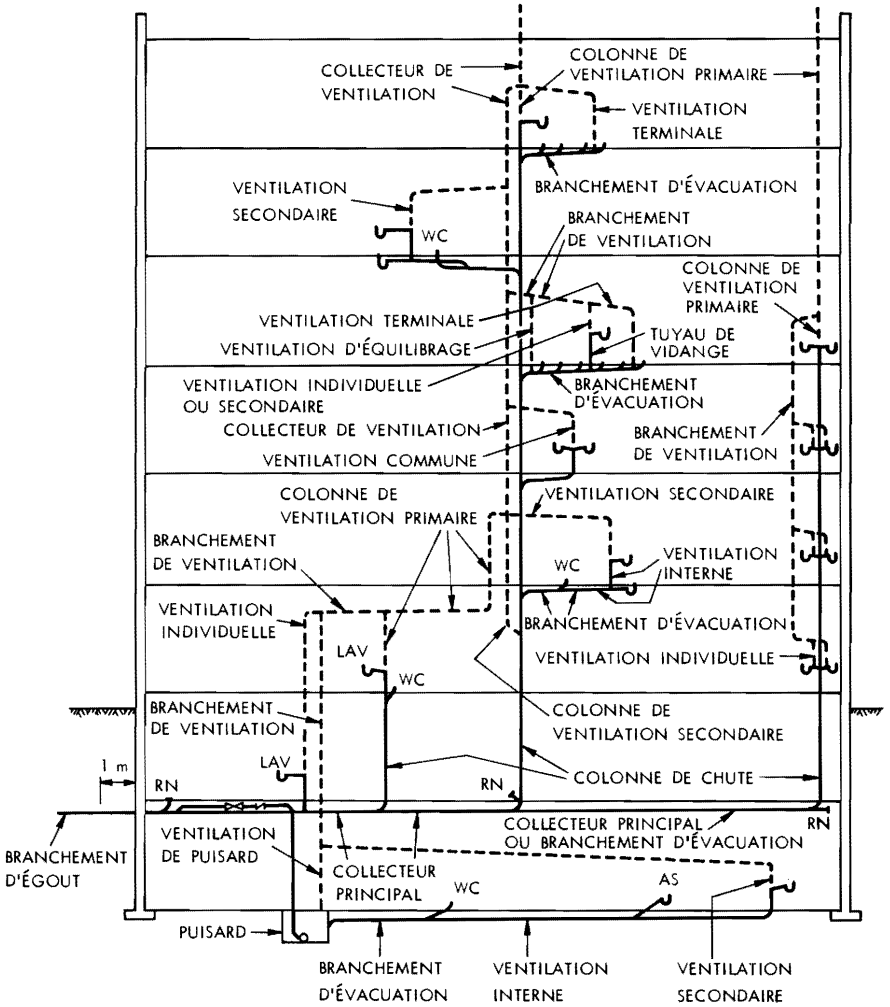 COLLECTEUR DE
VENTILATION
COLONNE DE
VENTILATION PRIMAIRE
VENTILATION
TERMINALE
BRANCHEMENT D'ÉVACUATION
VENTILATION
SECONDAIRE
WC
BRANCHEMENT
DE VENTILATION
COLONNE DE
VENTILATION
PRIMAIRE
VENTILATION TERMINALE
VENTILATION D'ÉQUILIBRAGE
TUYAU DE
VIDANGE
VENTILATION INDIVIDUELLE
OU SECONDAIRE
BRANCHEMENT
D'ÉVACUATION
COLLECTEUR DE VENTILATION
BRANCHEMENT
DE VENTILATION
VENTILATION COMMUNE
COLONNE DE
VENTILATION PRIMAIRE
VENTILATION SECONDAIRE
BRANCHEMENT
DE VENTILATION
WC
VENTILATION
INTERNE
VENTILATION
INDIVIDUELLE
BRANCHEMENT D'ÉVACUATION
LAV
WC
VENTILATION INDIVIDUELLE
BRANCHEMENT
DE VENTILATION
COLONNE DE
VENTILATION SECONDAIRE
1 m
LAV
RN
RN
COLONNE DE CHUTE
BRANCHEMENT
D'ÉGOUT
VENTILATION
DE PUISARD
COLLECTEUR
PRINCIPAL
COLLECTEUR PRINCIPAL
OU BRANCHEMENT D'ÉVACUATION
RN
WC
AS
PUISARD
BRANCHEMENT
D'ÉVACUATION
VENTILATION
INTERNE
VENTILATION
SECONDAIRE